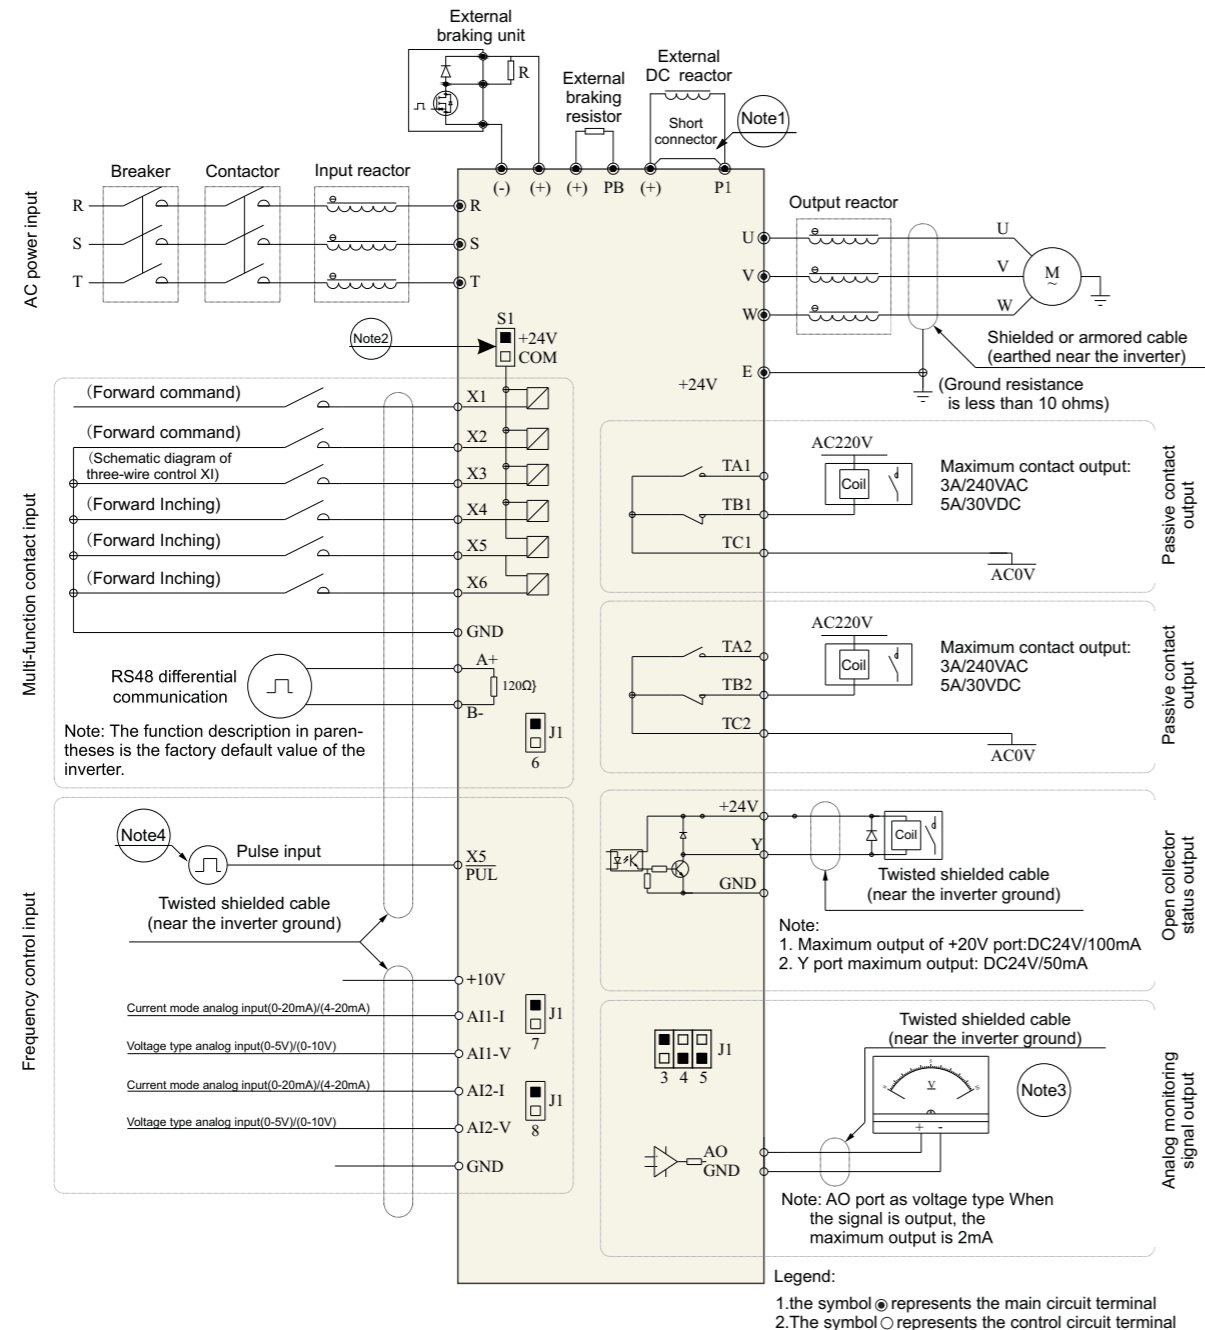 External
braking unit
R
External
braking
resistor
External
DC reactor
Short
connector
Note1
(-) (+) (+) PB (+) P1
AC power input
Breaker
Contactor
Input reactor
R
S
T
R
S
T
Output reactor
U
V
W
U
V
W
M
~
Shielded or armored cable
(earthed near the inverter)
E
+24V
(Ground resistance
is less than 10 ohms)
Note2
S1
+24V
COM
Multi-function contact input
(Forward command)
X1
(Forward command)
X2
(Schematic diagram of
three-wire control XI)
X3
(Forward Inching)
X4
(Forward Inching)
X5
(Forward Inching)
X6
GND
RS48 differential
communication
A+
120Ω}
B-
J1
6
Note: The function description in paren-
theses is the factory default value of the
inverter.
Passive contact
output
TA1
TB1
TC1
AC220V
Coil
Maximum contact output:
3A/240VAC
5A/30VDC
AC0V
Passive contact
output
TA2
TB2
TC2
AC220V
Coil
Maximum contact output:
3A/240VAC
5A/30VDC
AC0V
Frequency control input
Note4
Pulse input
X5
PUL
Twisted shielded cable
(near the inverter ground)
+10V
Current mode analog input(0-20mA)/(4-20mA)
AI1-I
J1
7
Voltage type analog input(0-5V)/(0-10V)
AI1-V
Current mode analog input(0-20mA)/(4-20mA)
AI2-I
J1
8
Voltage type analog input(0-5V)/(0-10V)
AI2-V
GND
Open collector
status output
+24V
Y
GND
Coil
Twisted shielded cable
(near the inverter ground)
Note:
1. Maximum output of +20V port:DC24V/100mA
2. Y port maximum output: DC24V/50mA
Analog monitoring
signal output
J1
3 4 5
Twisted shielded cable
(near the inverter ground)
V
+ -
Note3
AO
GND
Note: AO port as voltage type When
the signal is output, the
maximum output is 2mA
Legend:
1.the symbol represents the main circuit terminal
2.The symbol represents the control circuit terminal